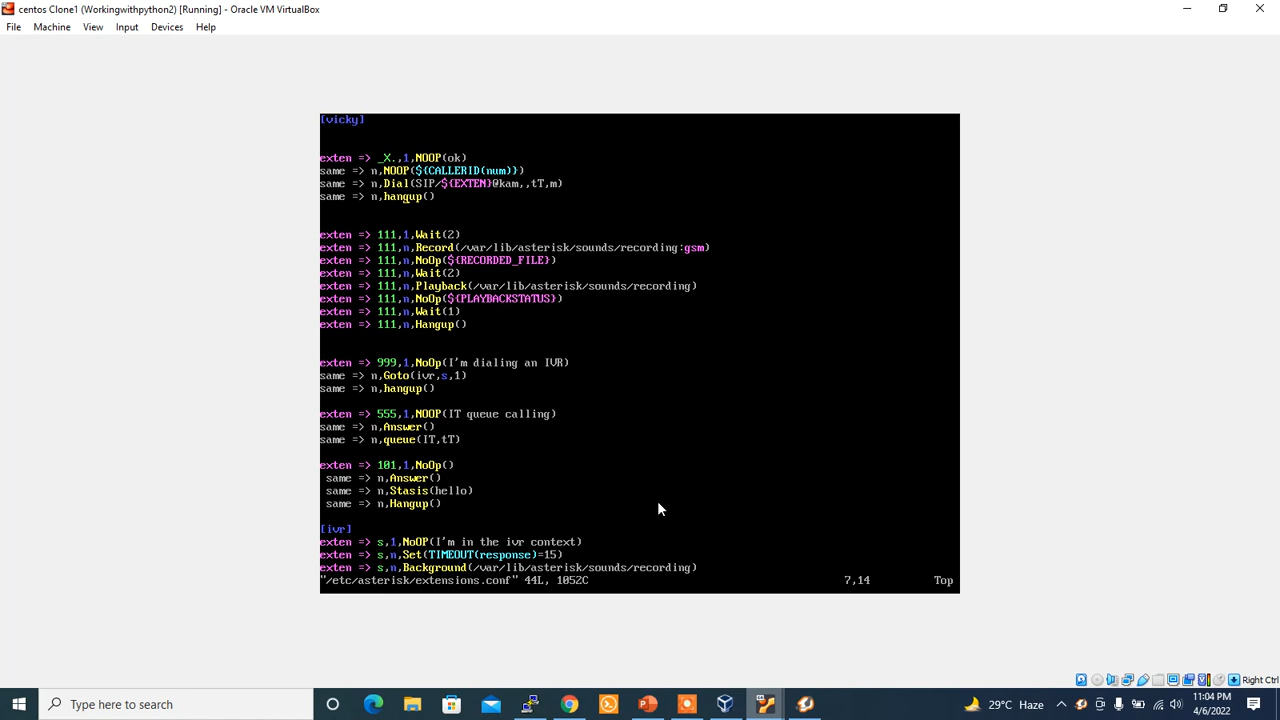 centos Clone1 (Workingwithpython2) [Running] - Oracle VM VirtualBox
File Machine View Input Devices Help
[vicky]
exten => _X.,1,NOOP(ok)
same => n,NOOP(${CALLERID(num)})
same => n,Dial(SIP/${EXTEN}@kam,,tT,m)
same => n,hangup()
exten => 111,1,Wait(2)
exten => 111,n,Record(/var/lib/asterisk/sounds/recording:gsm)
exten => 111,n,NoOp(${RECORDED_FILE})
exten => 111,n,Wait(2)
exten => 111,n,Playback(/var/lib/asterisk/sounds/recording)
exten => 111,n,NoOp(${PLAYBACKSTATUS})
exten => 111,n,Wait(1)
exten => 111,n,Hangup()
exten => 999,1,NoOp(I'm dialing an IVR)
same => n,Goto(ivr,s,1)
same => n,hangup()
exten => 555,1,NOOP(IT queue calling)
same => n,Answer()
same => n,queue(IT,tT)
exten => 101,1,NoOp()
same => n,Answer()
same => n,Stasis(hello)
same => n,Hangup()
[ivr]
exten => s,1,NoOP(I'm in the ivr context)
exten => s,n,Set(TIMEOUT(response)=15)
exten => s,n,Background(/var/lib/asterisk/sounds/recording)
"/etc/asterisk/extensions.conf" 44L, 1052C 7,14 Top
Right Ctrl
Type here to search
29°C Haze
11:04 PM
4/6/2022